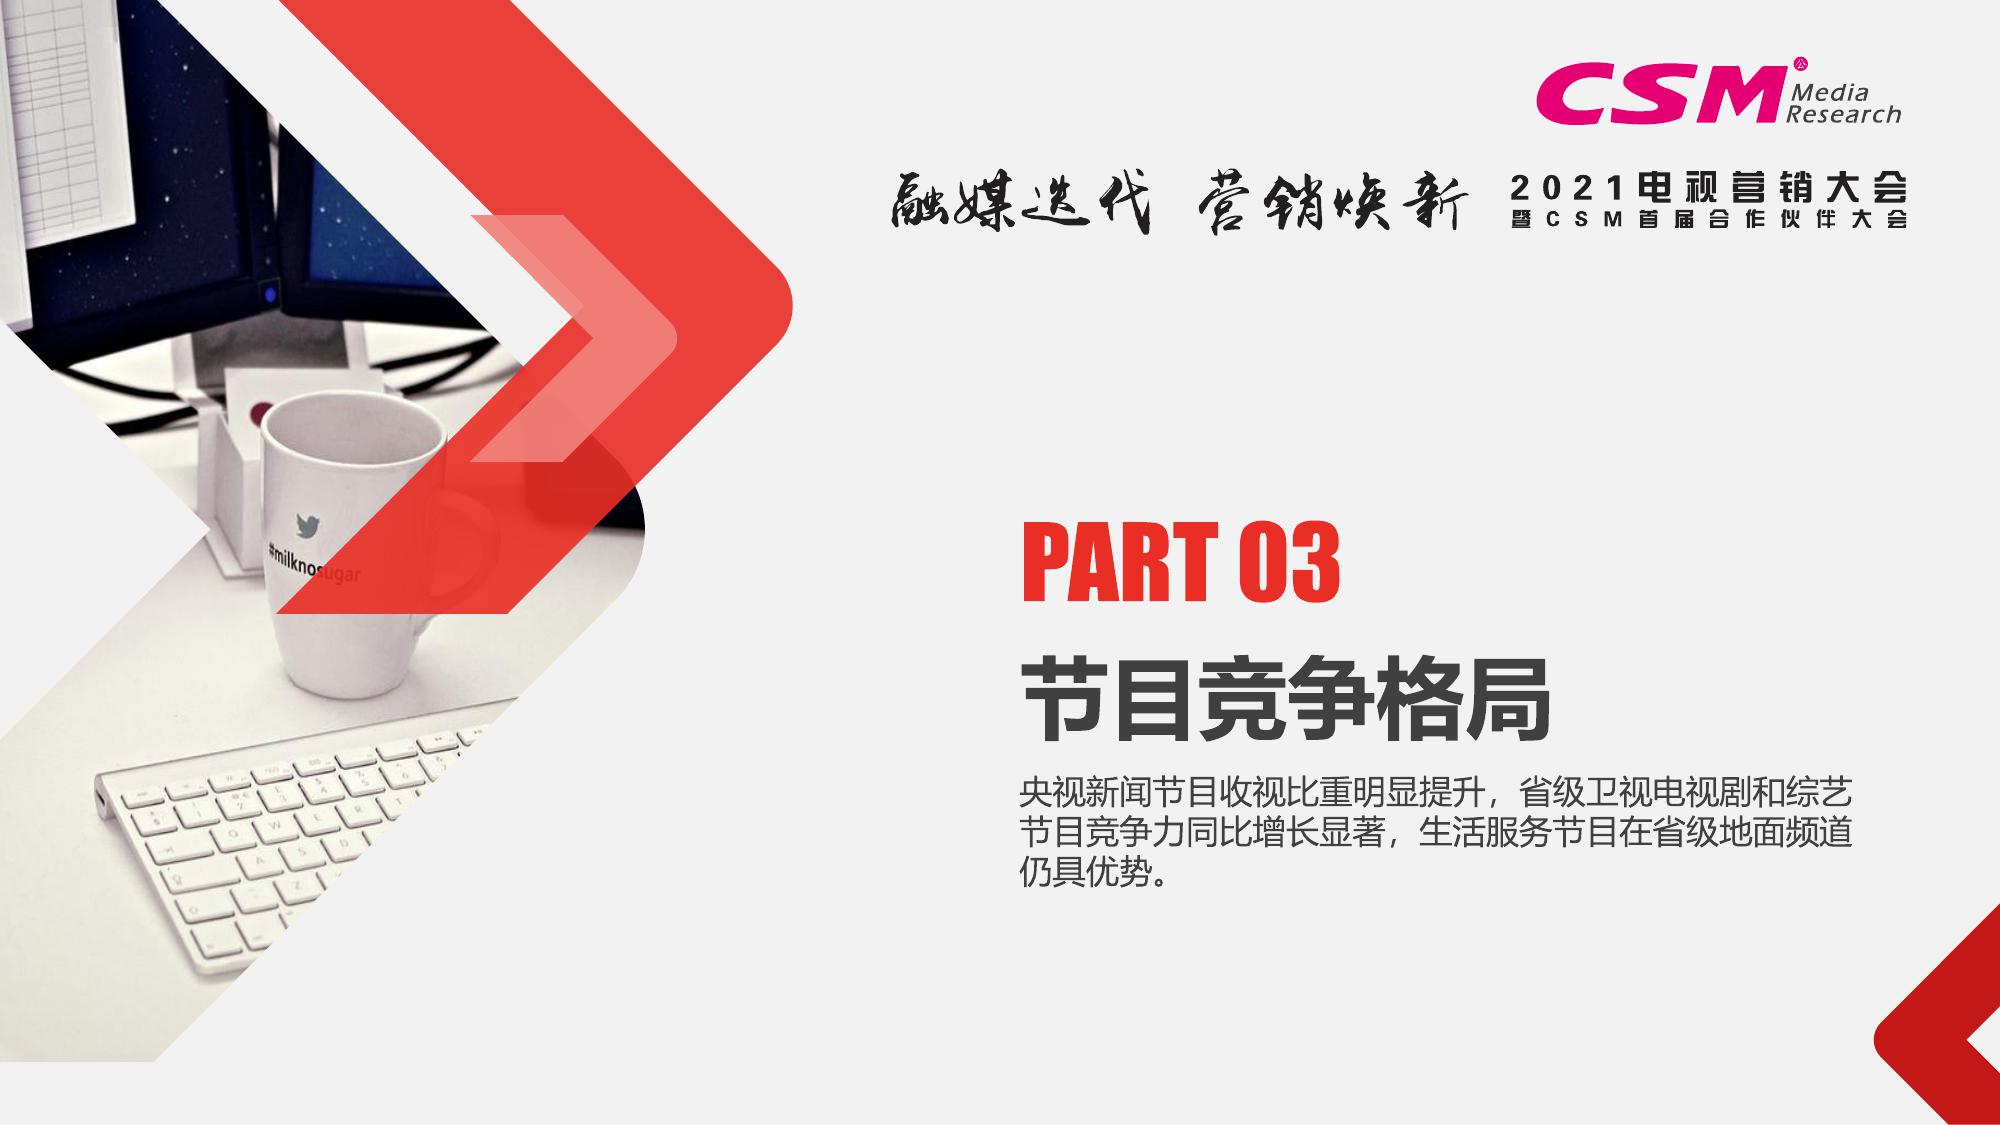 CSM
公
Media
Research
融媒迭代 营销焕新
2021电视营销大会
暨CSM首届合作伙伴大会
#milknosugar
PART 03
节目竞争格局
央视新闻节目收视比重明显提升，省级卫视电视剧和综艺
节目竞争力同比增长显著，生活服务节目在省级地面频道
仍具优势。